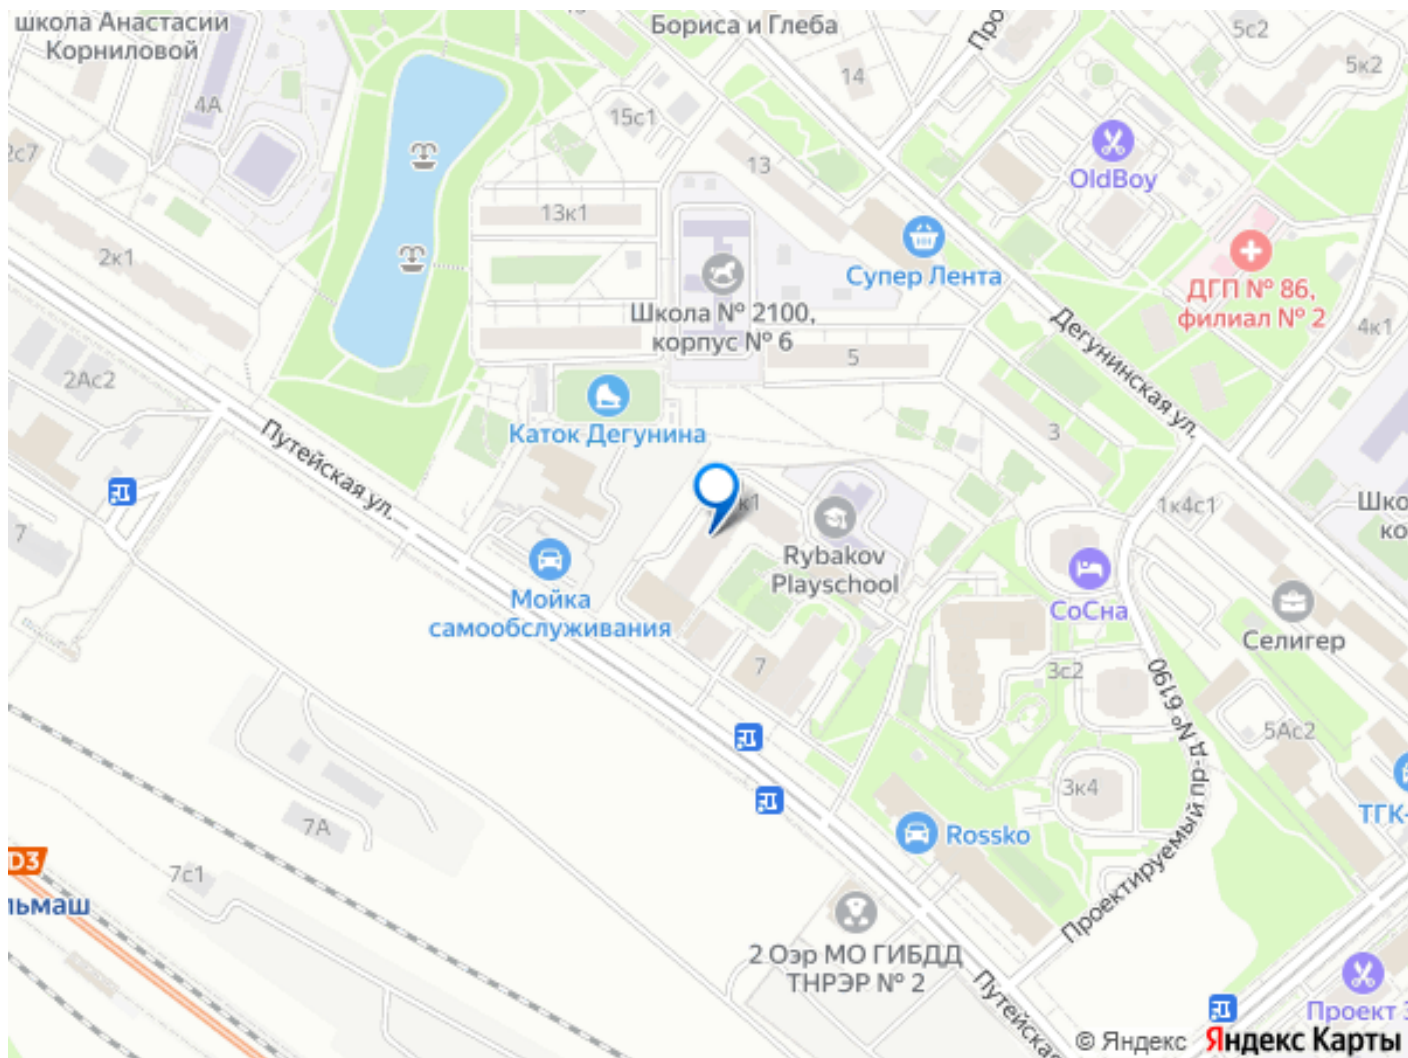 школа Анастасии
Корниловой
Бориса и Глеба
5с2
5к2
14
4А
15с1
2с7
13
OldBoy
13к1
2к1
Супер Лента
ДГП № 86,
филиал № 2
Школа № 2100,
корпус № 6
Дегунинская ул.
4к1
5
2Ас2
Каток Дегунина
3
Путейская ул.
к1
1к4с1
7
Rybakov
Playschool
СоСна
Мойка
самообслуживания
Селигер
7
3с2
Проектируемый пр-д № 6190
5Ас2
3к4
7А
Rossko
ТГК-
D3
7с1
льмаш
2 Оэр МО ГИБДД
ТНРЭР № 2
Путейская
Проект
© Яндекс
Яндекс Карты